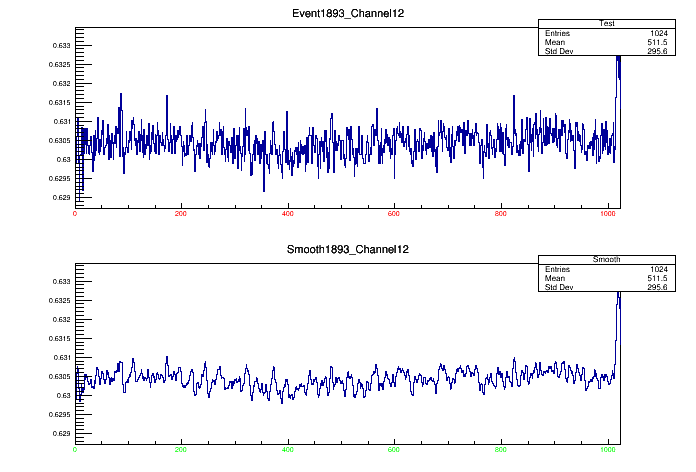 Event1893_Channel12
Test
Entries 1024
Mean 511.5
Std Dev 295.6
0.633
0.6325
0.632
0.6315
0.631
0.6305
0.63
0.6295
0.629
0 200 400 600 800 1000
Smooth1893_Channel12
Smooth
Entries 1024
Mean 511.5
Std Dev 295.6
0.633
0.6325
0.632
0.6315
0.631
0.6305
0.63
0.6295
0.629
0 200 400 600 800 1000